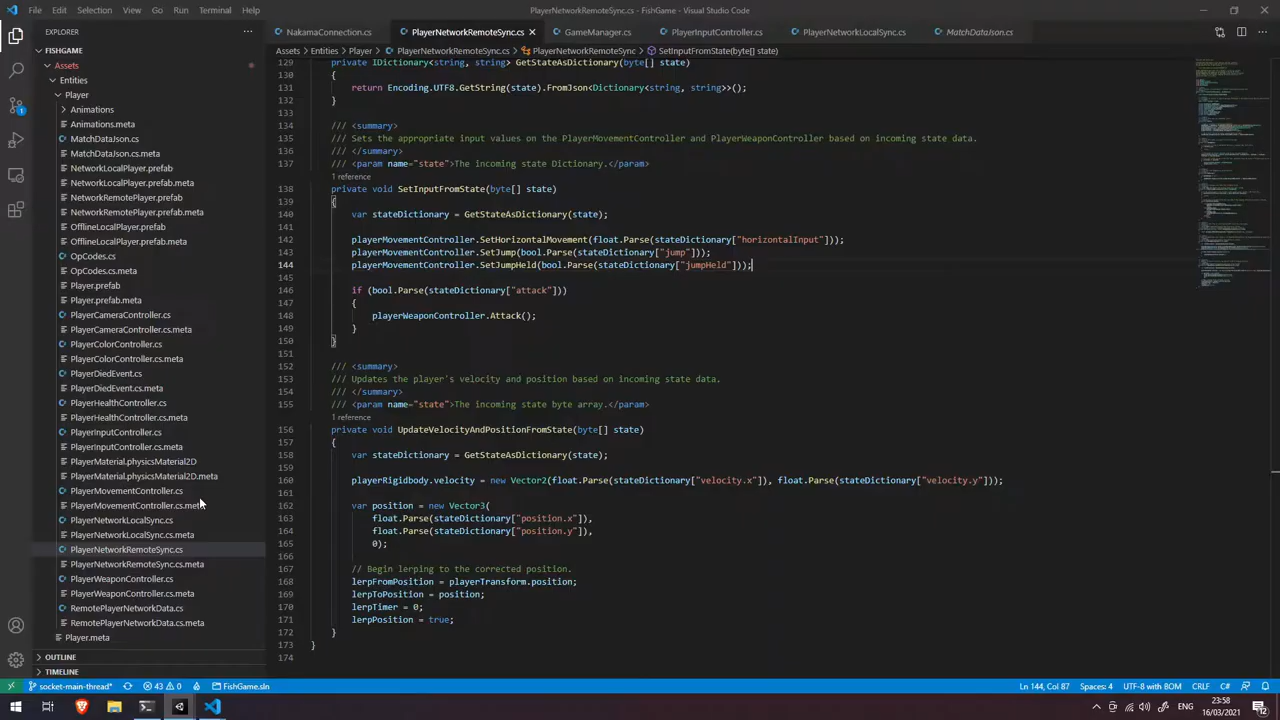 File Edit Selection View Go Run Terminal Help
PlayerNetworkRemoteSync.cs - FishGame - Visual Studio Code
EXPLORER
NakamaConnection.cs PlayerNetworkRemoteSync.cs GameManager.cs PlayerInputController.cs PlayerNetworkLocalSync.cs MatchDataJson.cs
Assets > Entities > Player > PlayerNetworkRemoteSync.cs > PlayerNetworkRemoteSync > SetInputFromState(byte[] state)
FISHGAME
Assets
Entities
Player
Animations
Animations.meta
MatchDataJson.cs
MatchDataJson.cs.meta
NetworkLocalPlayer.prefab
NetworkLocalPlayer.prefab.meta
NetworkRemotePlayer.prefab
NetworkRemotePlayer.prefab.meta
OfflineLocalPlayer.prefab
OfflineLocalPlayer.prefab.meta
OpCodes.cs
OpCodes.cs.meta
Player.prefab
Player.prefab.meta
PlayerCameraController.cs
PlayerCameraController.cs.meta
PlayerColorController.cs
PlayerColorController.cs.meta
PlayerDiedEvent.cs
PlayerDiedEvent.cs.meta
PlayerHealthController.cs
PlayerHealthController.cs.meta
PlayerInputController.cs
PlayerInputController.cs.meta
PlayerMaterial.physicsMaterial2D
PlayerMaterial.physicsMaterial2D.meta
PlayerMovementController.cs
PlayerMovementController.cs.meta
PlayerNetworkLocalSync.cs
PlayerNetworkLocalSync.cs.meta
PlayerNetworkRemoteSync.cs
PlayerNetworkRemoteSync.cs.meta
PlayerWeaponController.cs
PlayerWeaponController.cs.meta
RemotePlayerNetworkData.cs
RemotePlayerNetworkData.cs.meta
Player.meta
OUTLINE
TIMELINE
129 private IDictionary<string, string> GetStateAsDictionary(byte[] state)
130 {
131 return Encoding.UTF8.GetString(state).FromJson<Dictionary<string, string>>();
132 }
133
134 /// <summary>
135 /// Sets the appropriate input values on the PlayerMovementController and PlayerWeaponController based on incoming state data.
136 /// </summary>
137 /// <param name="state">The incoming state Dictionary.</param>
1 reference
138 private void SetInputFromState(byte[] state)
139 {
140 var stateDictionary = GetStateAsDictionary(state);
141
142 playerMovementController.SetHorizontalMovement(float.Parse(stateDictionary["horizontalInput"]));
143 playerMovementController.SetJump(bool.Parse(stateDictionary["jump"]));
144 playerMovementController.SetJumpHeld(bool.Parse(stateDictionary["jumpHeld"]));
145
146 if (bool.Parse(stateDictionary["attack"]))
147 {
148 playerWeaponController.Attack();
149 }
150 }
151
152 /// <summary>
153 /// Updates the player's velocity and position based on incoming state data.
154 /// </summary>
155 /// <param name="state">The incoming state byte array.</param>
1 reference
156 private void UpdateVelocityAndPositionFromState(byte[] state)
157 {
158 var stateDictionary = GetStateAsDictionary(state);
159
160 playerRigidbody.velocity = new Vector2(float.Parse(stateDictionary["velocity.x"]), float.Parse(stateDictionary["velocity.y"]));
161
162 var position = new Vector3(
163 float.Parse(stateDictionary["position.x"]),
164 float.Parse(stateDictionary["position.y"]),
165 0);
166
167 // Begin lerping to the corrected position.
168 lerpFromPosition = playerTransform.position;
169 lerpToPosition = position;
170 lerpTimer = 0;
171 lerpPosition = true;
172 }
173 }
174
socket-main-thread* 43 0 FishGame.sln Ln 144, Col 87 Spaces: 4 UTF-8 with BOM CRLF C#
ENG 23:58
16/03/2021